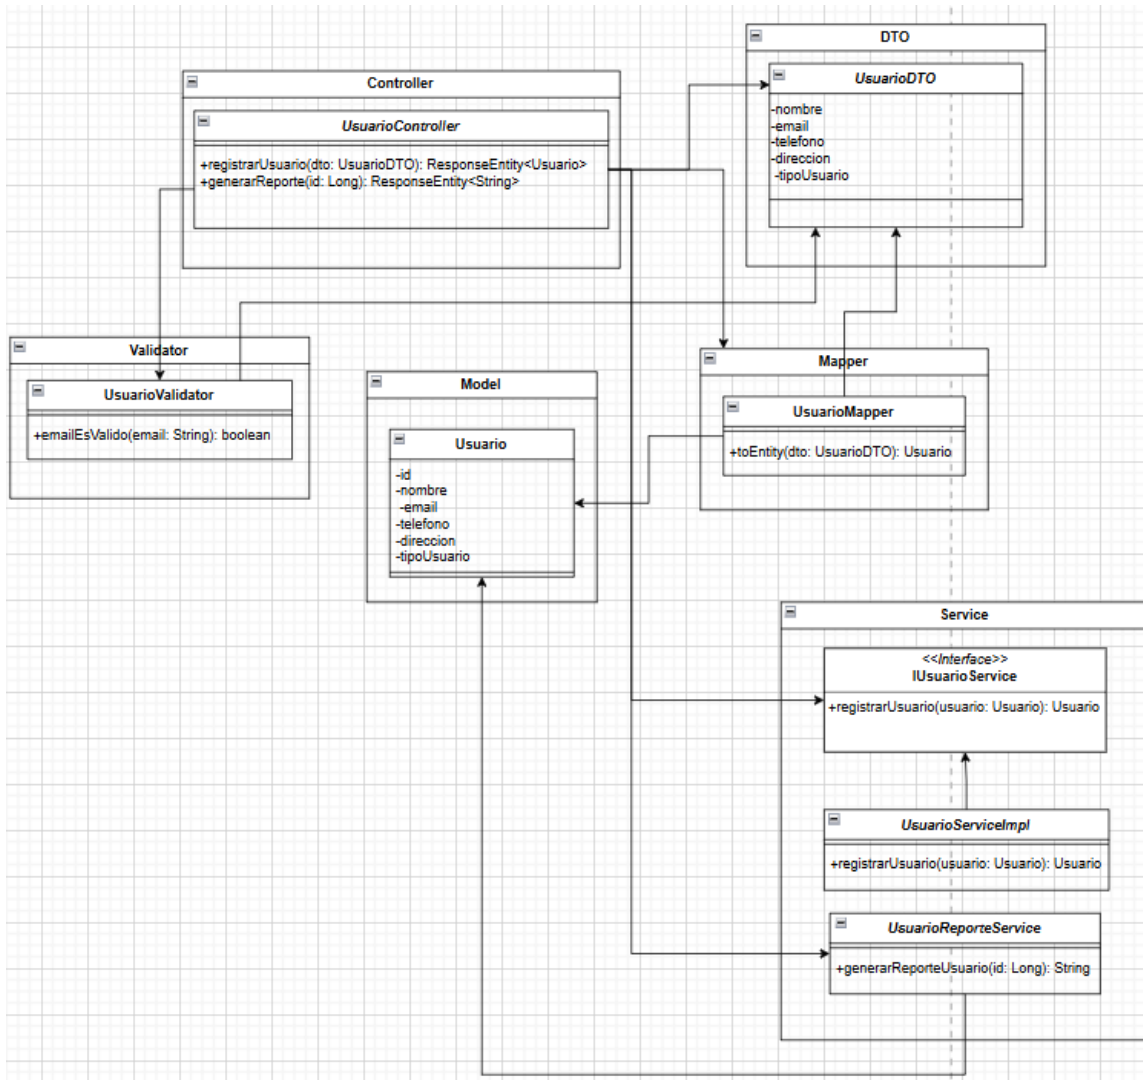 DTO
UsuarioDTO
-nombre
-email
-telefono
-direccion
-tipoUsuario
Controller
UsuarioController
+registrarUsuario(dto: UsuarioDTO): ResponseEntity<Usuario>
+generarReporte(id: Long): ResponseEntity<String>
Validator
UsuarioValidator
+emailEsValido(email: String): boolean
Model
Usuario
-id
-nombre
-email
-telefono
-direccion
-tipoUsuario
Mapper
UsuarioMapper
+toEntity(dto: UsuarioDTO): Usuario
Service
<<Interface>>
IUsuarioService
+registrarUsuario(usuario: Usuario): Usuario
UsuarioServiceImpl
+registrarUsuario(usuario: Usuario): Usuario
UsuarioReporteService
+generarReporteUsuario(id: Long): String